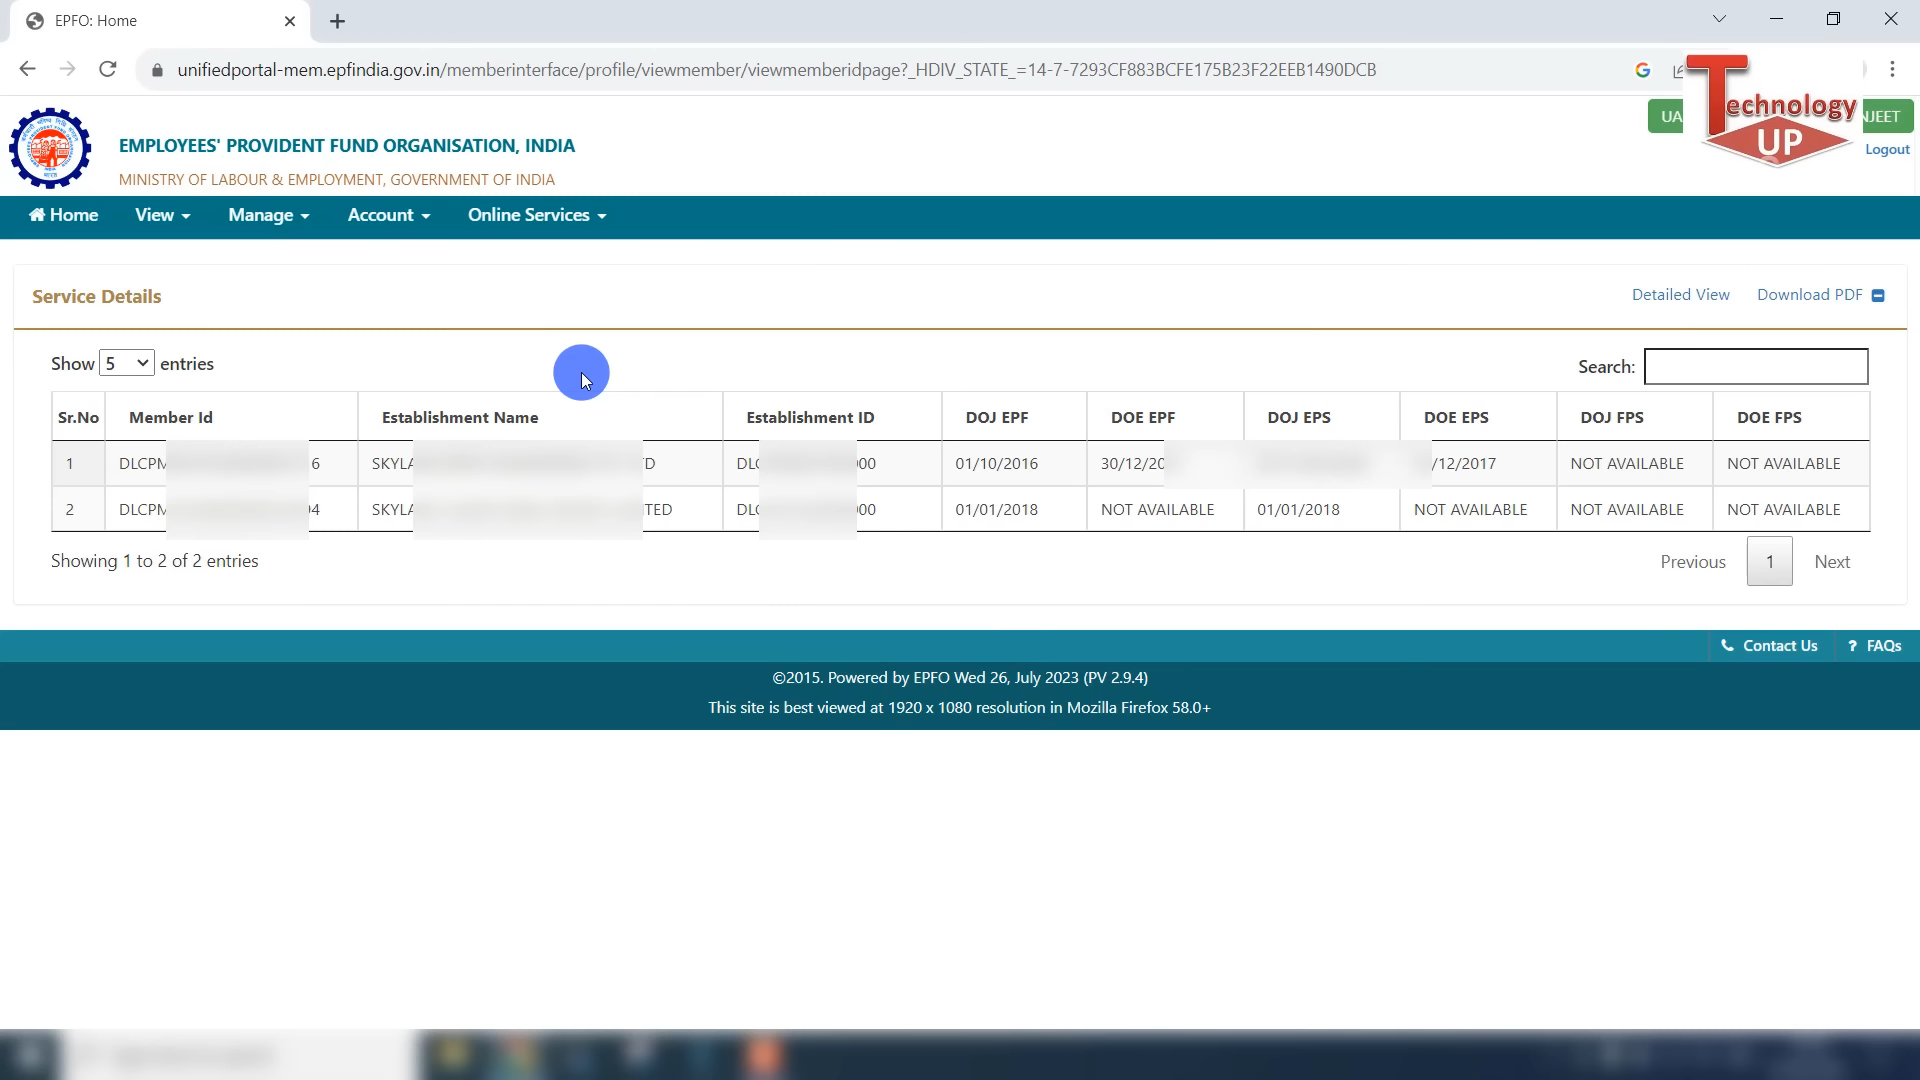 EPFO: Home
unifiedportal-mem.epfindia.gov.in/memberinterface/profile/viewmember/viewmemberidpage?_HDIV_STATE_=14-7-7293CF883BCFE175B23F22EEB1490DCB
EMPLOYEES' PROVIDENT FUND ORGANISATION, INDIA
MINISTRY OF LABOUR & EMPLOYMENT, GOVERNMENT OF INDIA
Technology
UP
Logout
Home View Manage Account Online Services
Service Details Detailed View Download PDF
Show 5 entries Search:
Sr.No Member Id Establishment Name Establishment ID DOJ EPF DOE EPF DOJ EPS DOE EPS DOJ FPS DOE FPS
1 01/10/2016 30/12/20 /12/2017 NOT AVAILABLE NOT AVAILABLE
2 01/01/2018 NOT AVAILABLE 01/01/2018 NOT AVAILABLE NOT AVAILABLE NOT AVAILABLE
Showing 1 to 2 of 2 entries Previous 1 Next
Contact Us ? FAQs
©2015. Powered by EPFO Wed 26, July 2023 (PV 2.9.4)
This site is best viewed at 1920 x 1080 resolution in Mozilla Firefox 58.0+